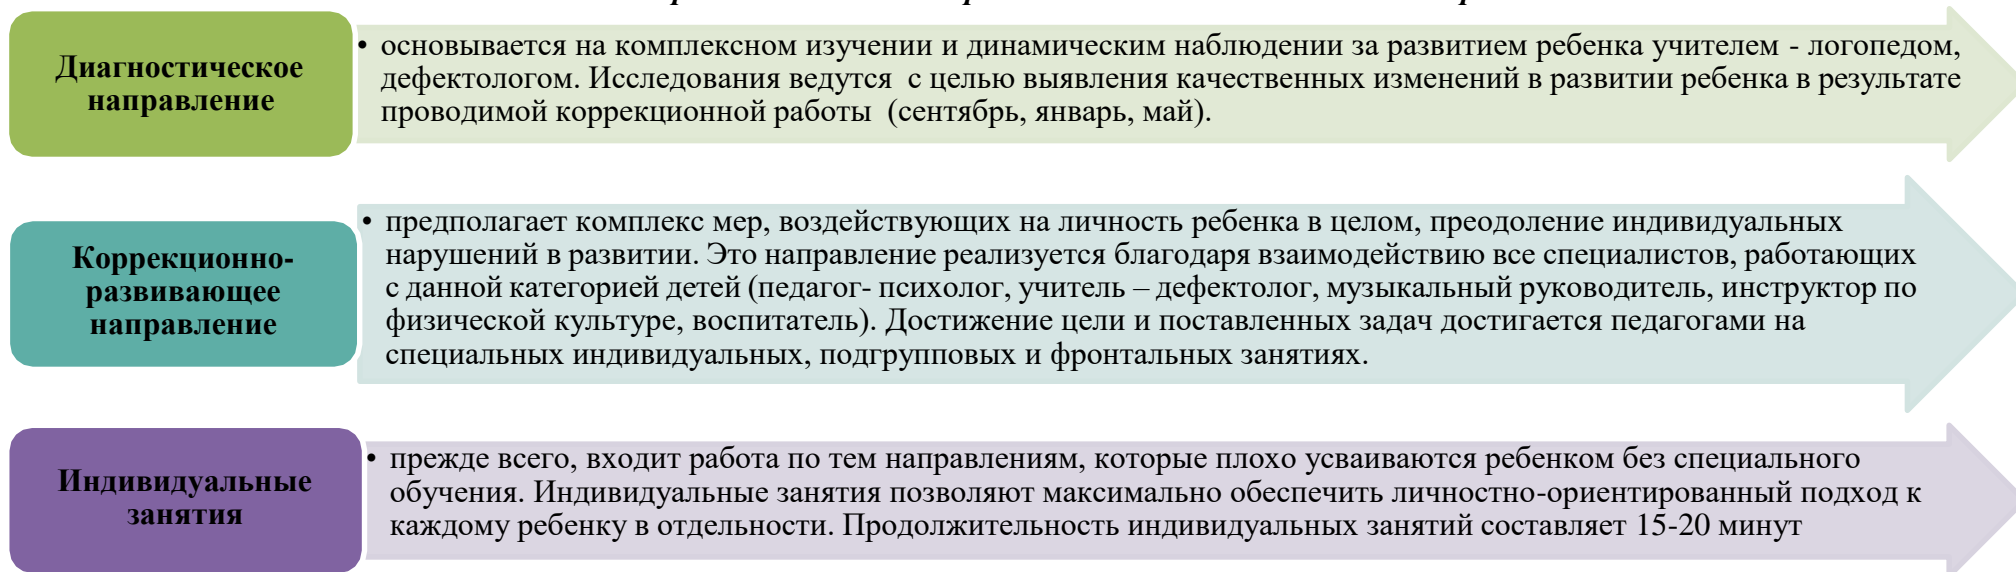 Диагностическое
направление
• основывается на комплексном изучении и динамическим наблюдении за развитием ребенка учителем - логопедом,
дефектологом. Исследования ведутся с целью выявления качественных изменений в развитии ребенка в результате
проводимой коррекционной работы (сентябрь, январь, май).
Коррекционно-
развивающее
направление
• предполагает комплекс мер, воздействующих на личность ребенка в целом, преодоление индивидуальных
нарушений в развитии. Это направление реализуется благодаря взаимодействию все специалистов, работающих
с данной категорией детей (педагог- психолог, учитель – дефектолог, музыкальный руководитель, инструктор по
физической культуре, воспитатель). Достижение цели и поставленных задач достигается педагогами на
специальных индивидуальных, подгрупповых и фронтальных занятиях.
Индивидуальные
занятия
• прежде всего, входит работа по тем направлениям, которые плохо усваиваются ребенком без специального
обучения. Индивидуальные занятия позволяют максимально обеспечить личностно-ориентированный подход к
каждому ребенку в отдельности. Продолжительность индивидуальных занятий составляет 15-20 минут